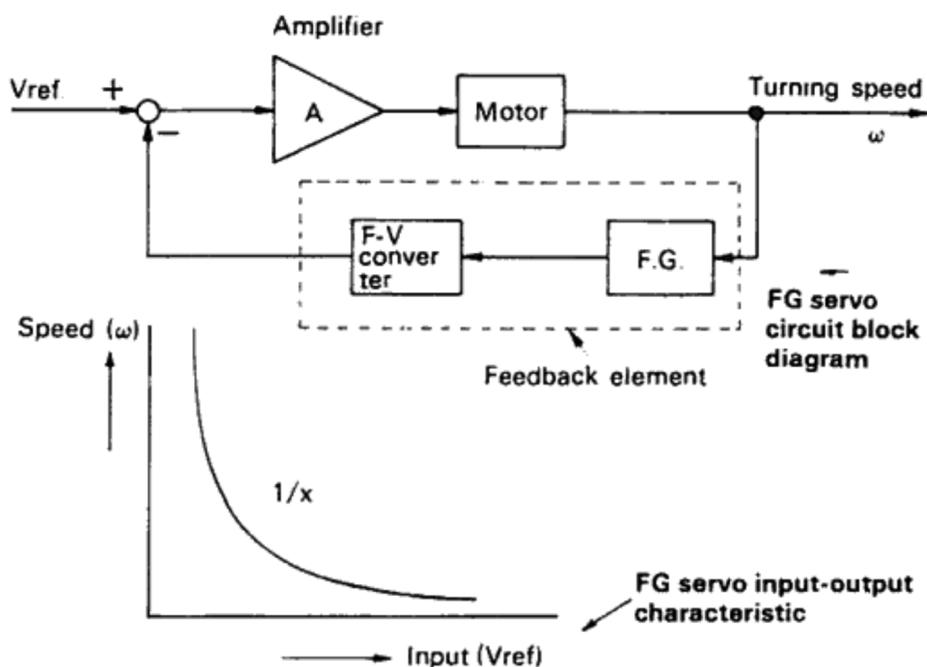 Amplifier
Vref
+
−
A
Motor
Turning speed
ω
F-V
conver
ter
F.G.
FG servo
circuit block
diagram
Feedback element
Speed (ω)
1/x
FG servo input-output
characteristic
Input (Vref)